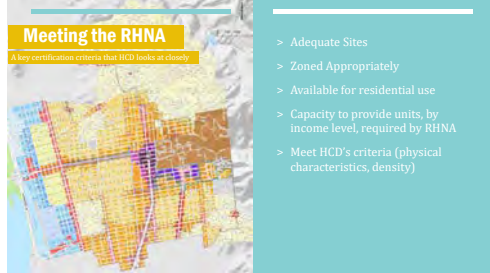 Meeting the RHNA
A key certification criteria that HCD looks at closely
> Adequate Sites
> Zoned Appropriately
> Available for residential use
> Capacity to provide units, by
income level, required by RHNA
> Meet HCD's criteria (physical
characteristics, density)